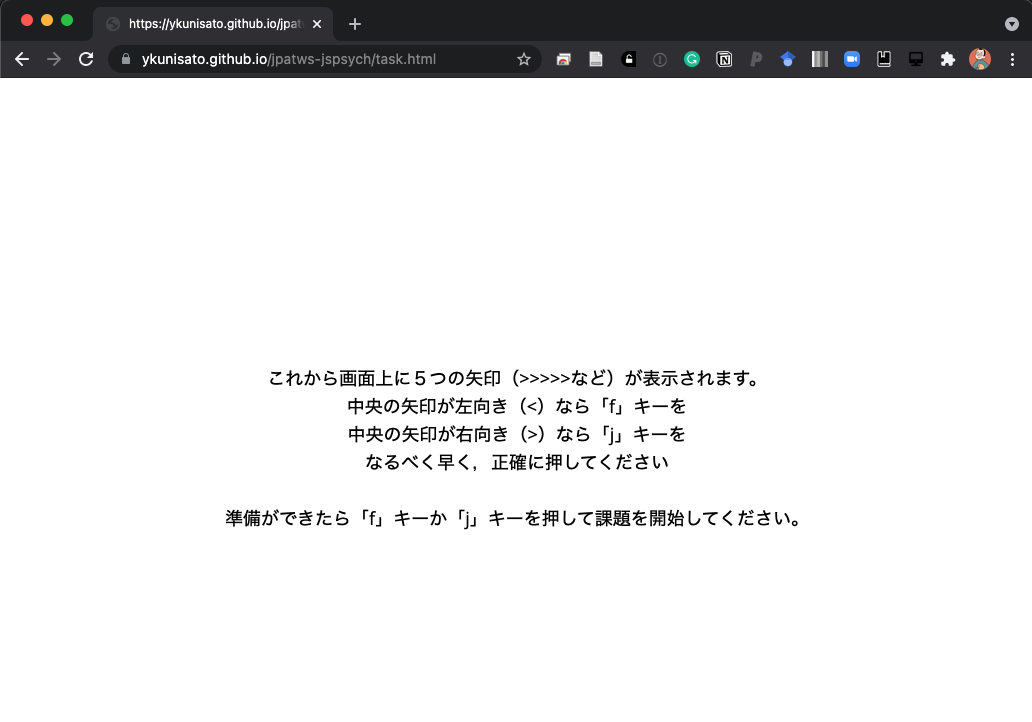 https://ykunisato.github.io/jpat
ykunisato.github.io/jpatws-jspsych/task.html
これから画面上に５つの矢印（>>>>>など）が表示されます。
中央の矢印が左向き（<）なら「f」キーを
中央の矢印が右向き（>）なら「j」キーを
なるべく早く，正確に押してください
準備ができたら「f」キーか「j」キーを押して課題を開始してください。